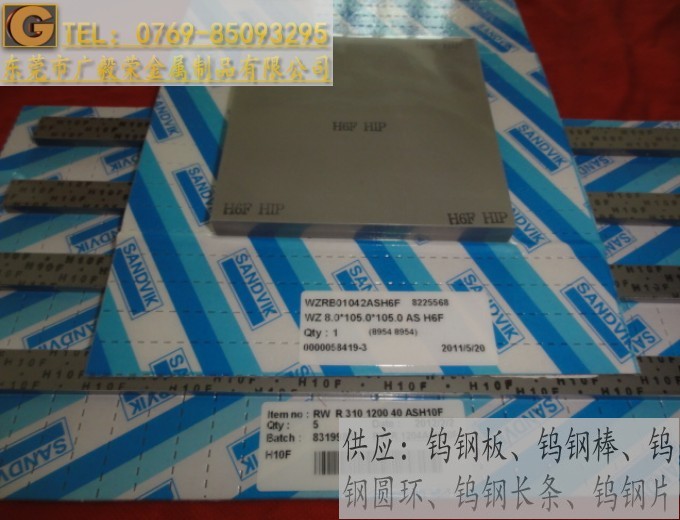 G TEL: 0769-85093295
东莞市广毅荣金属制品有限公司
H6F HIP
H6F HIP
H6F HIP
SANDVIK
SANDVIK
SANDVIK
SANDVIK
SANDVIK
SANDVIK
WZRB01042ASH6F 8225568
WZ 8.0*105.0*105.0 AS H6F
Qty : 1 (8954 8954)
0000058419-3 2011/5/20
H10F H10F H10F H10F H10F
Item no : RW R 310 1200 40 ASH10F
Qty : 5
Batch :
H10F
供应：钨钢板、钨钢棒、钨
钢圆环、钨钢长条、钨钢片